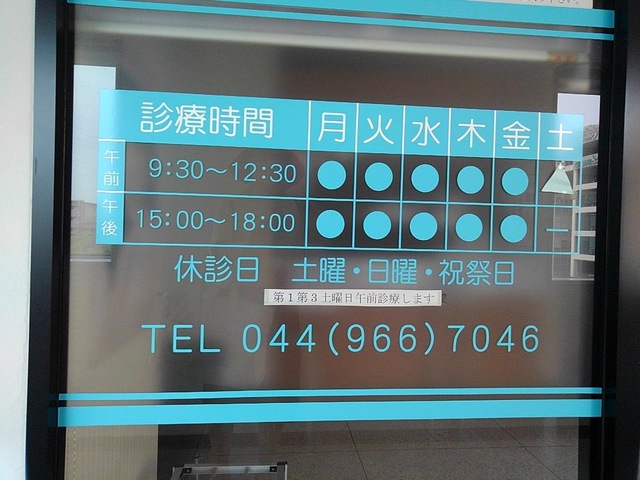 診療時間 月 火 水 木 金 土
午前 9:30～12:30 ● ● ● ● ● ▲
午後 15:00～18:00 ● ● ● ● ● ー
休診日 土曜・日曜・祝祭日
第1第3土曜日午前診療します
TEL 044(966)7046